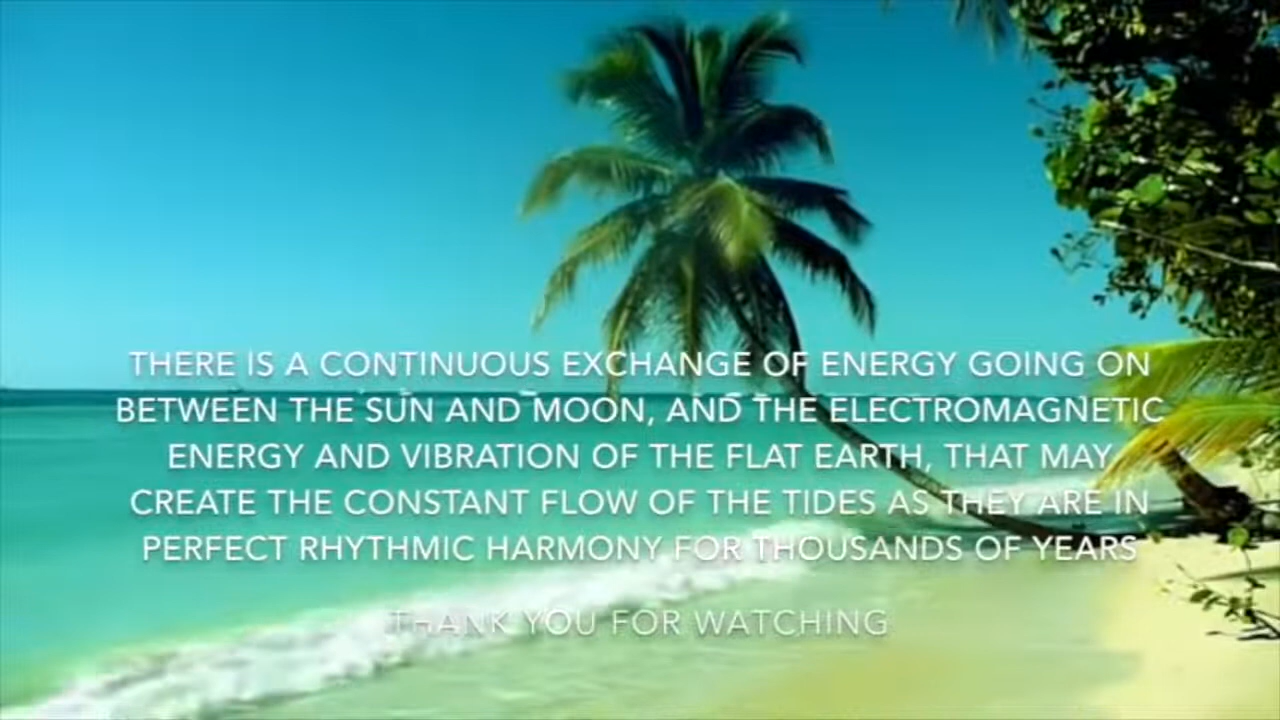 THERE IS A CONTINUOUS EXCHANGE OF ENERGY GOING ON
BETWEEN THE SUN AND MOON, AND THE ELECTROMAGNETIC
ENERGY AND VIBRATION OF THE FLAT EARTH, THAT MAY
CREATE THE CONSTANT FLOW OF THE TIDES AS THEY ARE IN
PERFECT RHYTHMIC HARMONY FOR THOUSANDS OF YEARS
THANK YOU FOR WATCHING